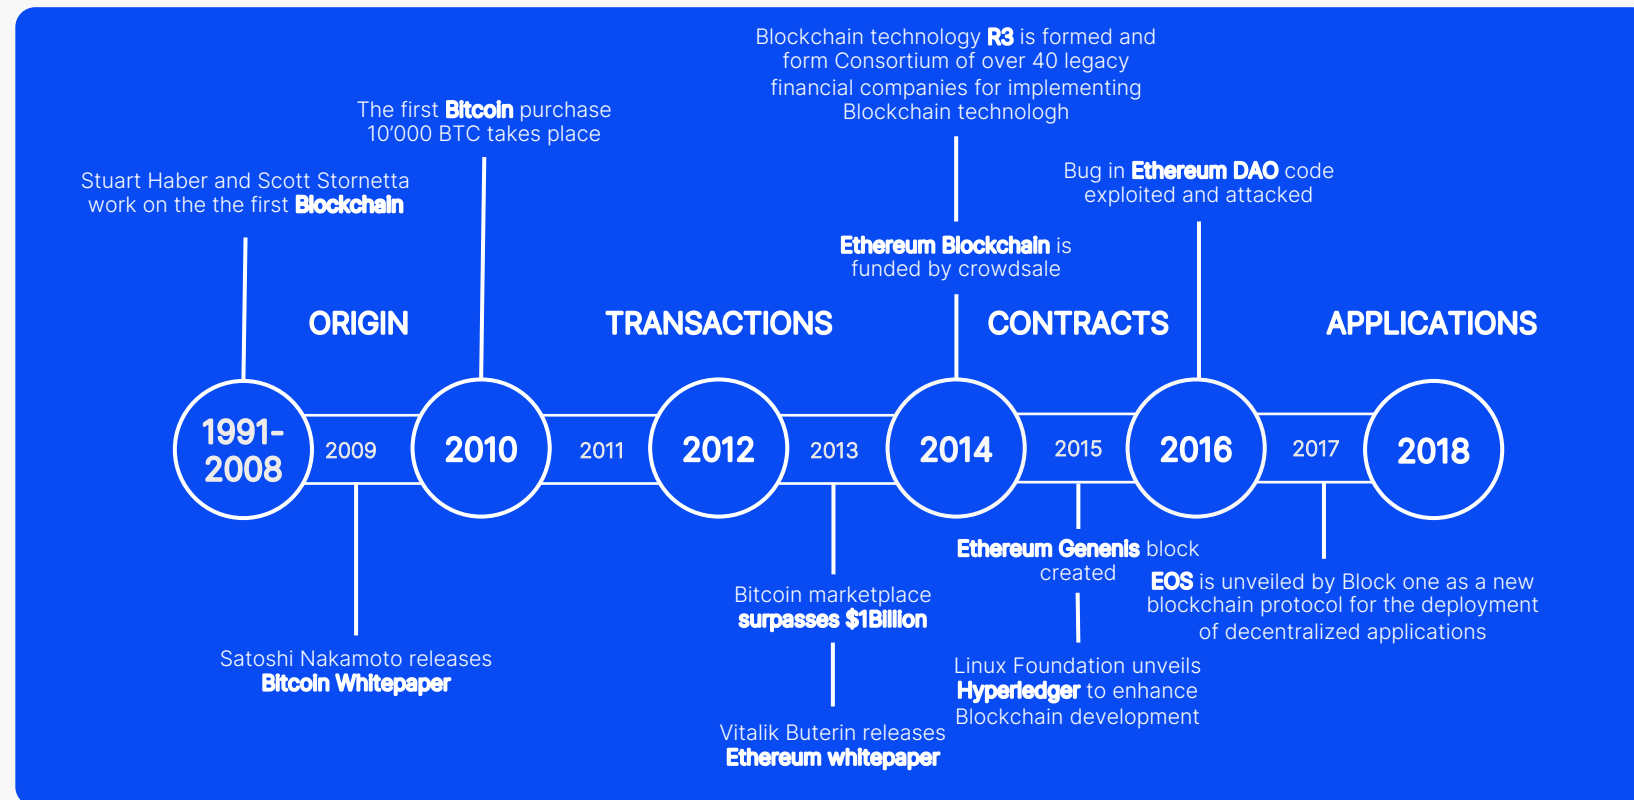 Blockchain technology R3 is formed and
form Consortium of over 40 legacy
financial companies for implementing
Blockchain technologh
The first Bitcoin purchase
10'000 BTC takes place
Stuart Haber and Scott Stornetta
work on the the first Blockchain
Bug in Ethereum DAO code
exploited and attacked
Ethereum Blockchain is
funded by crowdsale
ORIGIN
TRANSACTIONS
CONTRACTS
APPLICATIONS
1991-
2008
2009
2010
2011
2012
2013
2014
2015
2016
2017
2018
Satoshi Nakamoto releases
Bitcoin Whitepaper
Bitcoin marketplace
surpasses $1Billion
Vitalik Buterin releases
Ethereum whitepaper
Ethereum Genenis block
created
Linux Foundation unveils
Hyperledger to enhance
Blockchain development
EOS is unveiled by Block one as a new
blockchain protocol for the deployment
of decentralized applications